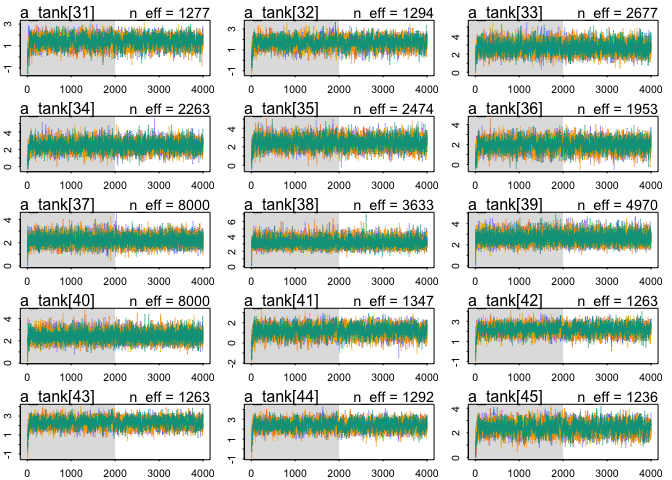 a_tank[31] n_eff = 1277 a_tank[32] n_eff = 1294 a_tank[33] n_eff = 2677
3 3 4
1 1 2
-1 -1 0
0 1000 2000 3000 4000 0 1000 2000 3000 4000 0 1000 2000 3000 4000
a_tank[34] n_eff = 2263 a_tank[35] n_eff = 2474 a_tank[36] n_eff = 1953
4 4 4
2 2 2
0 0 0
0 1000 2000 3000 4000 0 1000 2000 3000 4000 0 1000 2000 3000 4000
a_tank[37] n_eff = 8000 a_tank[38] n_eff = 3633 a_tank[39] n_eff = 4970
4 6 4
2 4 2
0 2 0
0
0 1000 2000 3000 4000 0 1000 2000 3000 4000 0 1000 2000 3000 4000
a_tank[40] n_eff = 8000 a_tank[41] n_eff = 1347 a_tank[42] n_eff = 1263
4 2 3
2 0 1
0 -2 -1
0 1000 2000 3000 4000 0 1000 2000 3000 4000 0 1000 2000 3000 4000
a_tank[43] n_eff = 1263 a_tank[44] n_eff = 1292 a_tank[45] n_eff = 1236
3 3 4
1 1 2
-1 -1 0
0 1000 2000 3000 4000 0 1000 2000 3000 4000 0 1000 2000 3000 4000